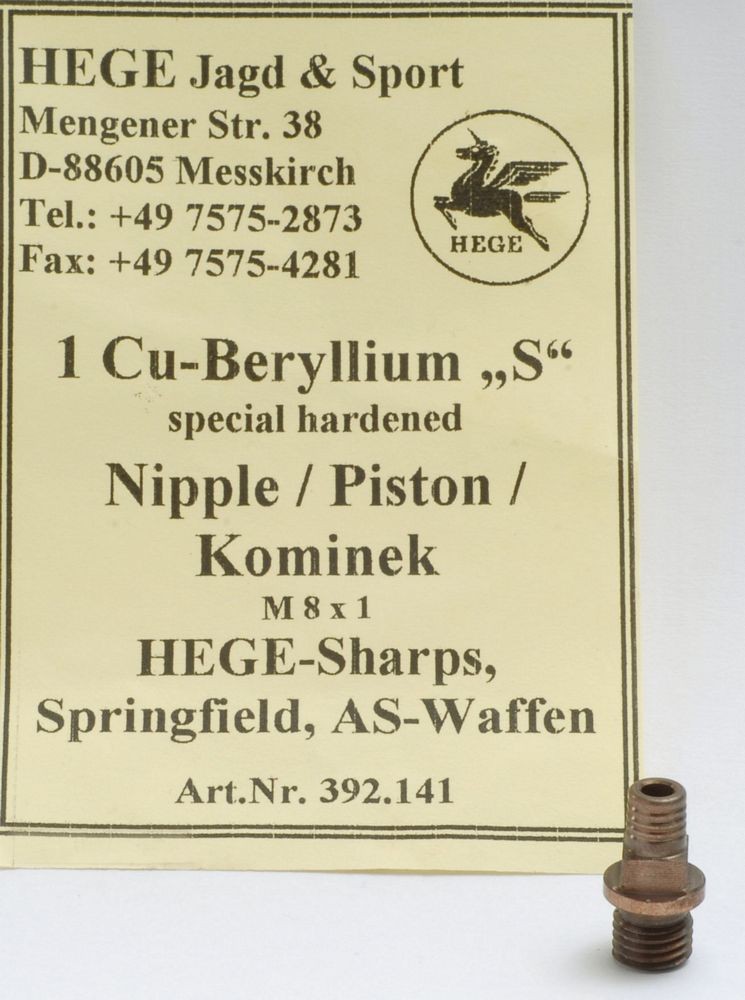 HEGE Jagd & Sport
Mengener Str. 38
D-88605 Messkirch
Tel.: +49 7575-2873
Fax: +49 7575-4281
HEGE
1 Cu-Beryllium „S“
special hardened
Nipple / Piston /
Kominek
M 8 x 1
HEGE-Sharps,
Springfield, AS-Waffen
Art.Nr. 392.141